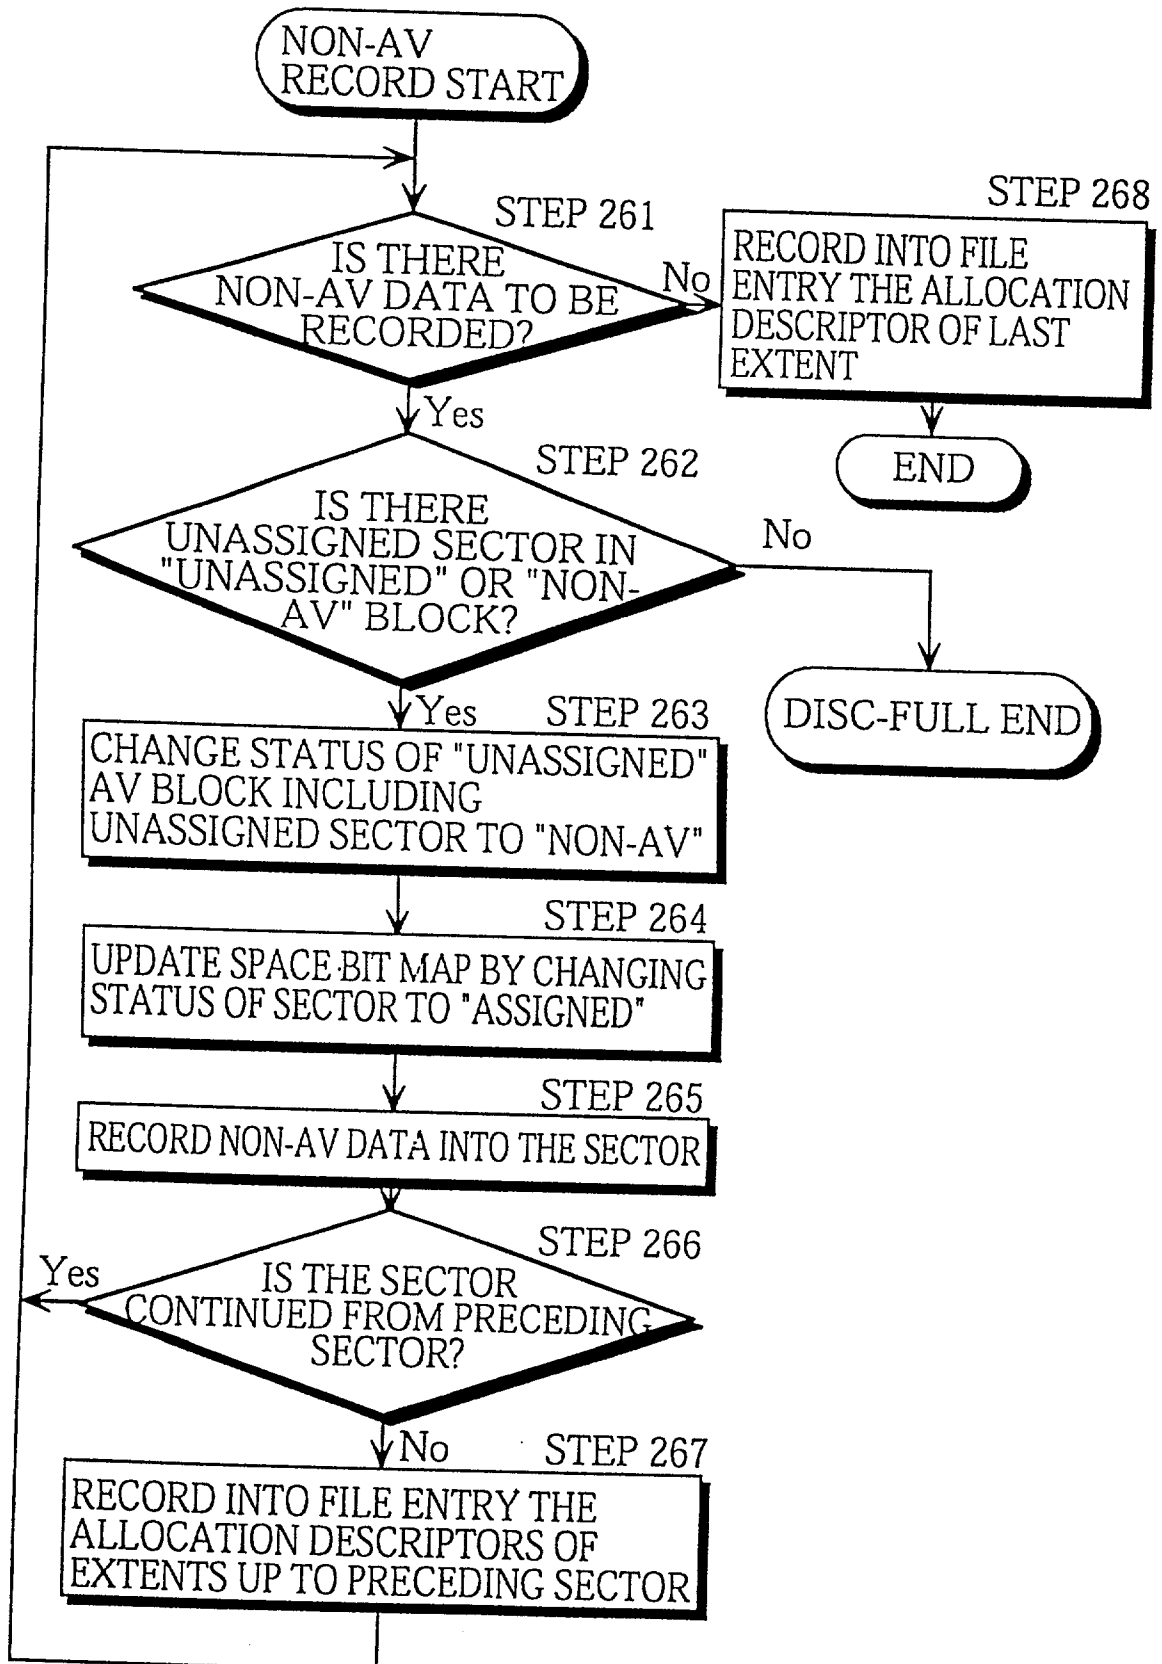 NON-AV
RECORD START
STEP 261
IS THERE
NON-AV DATA TO BE
RECORDED?
No
STEP 268
RECORD INTO FILE
ENTRY THE ALLOCATION
DESCRIPTOR OF LAST
EXTENT
END
Yes
STEP 262
IS THERE
UNASSIGNED SECTOR IN
"UNASSIGNED" OR "NON-
AV" BLOCK?
No
DISC-FULL END
Yes
STEP 263
CHANGE STATUS OF "UNASSIGNED"
AV BLOCK INCLUDING
UNASSIGNED SECTOR TO "NON-AV"
STEP 264
UPDATE SPACE BIT MAP BY CHANGING
STATUS OF SECTOR TO "ASSIGNED"
STEP 265
RECORD NON-AV DATA INTO THE SECTOR
STEP 266
IS THE SECTOR
CONTINUED FROM PRECEDING
SECTOR?
Yes
No
STEP 267
RECORD INTO FILE ENTRY THE
ALLOCATION DESCRIPTORS OF
EXTENTS UP TO PRECEDING SECTOR